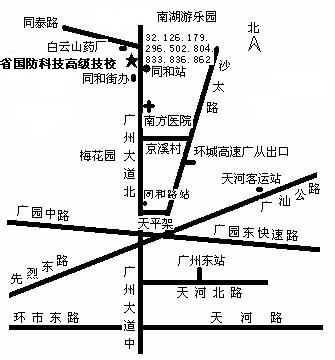 南湖游乐园
同泰路
北
32.126.179.
296.502.804.
833.836.862
白云山药厂
省国防科技高级技校
同和站
同和街办
沙太路
南方医院
广州大道北
京溪村
梅花园
环城高速广从出口
天河客运站
同和路站
广汕公路
广园中路
天平架
广园东快速路
先烈东路
广州东站
广州大道中
天河北路
环市东路
天河路